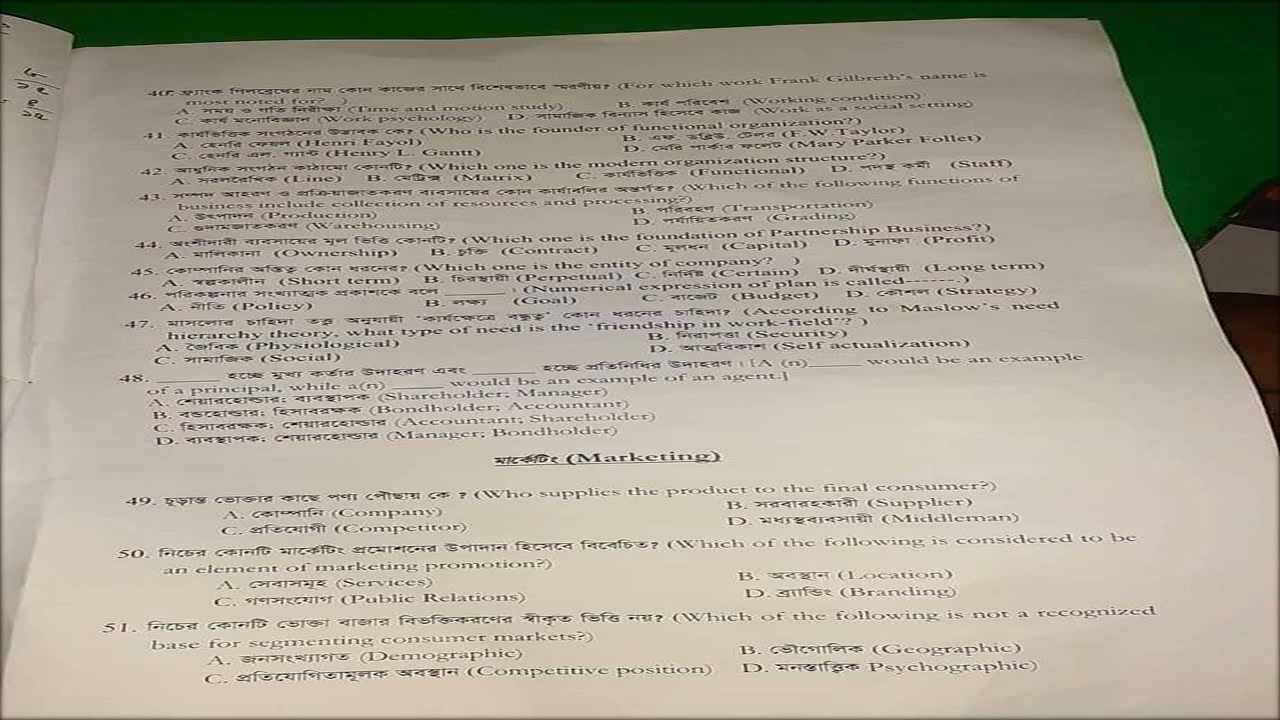 ৬
১২
৪
১২
40. ফ্র্যাংক গিলব্রেথের নাম কোন কাজের সাথে বিশেষভাবে স্মরণীয়? (For which work Frank Gilbreth's name is
most noted for? )
A. সময় ও গতি নিরীক্ষা (Time and motion study) B. কার্য পরিবেশ (Working condition)
C. কার্য মনোবিজ্ঞান (Work psychology) D. সামাজিক বিন্যাস হিসেবে কাজ (Work as a social setting)
41. কার্যভিত্তিক সংগঠনের উদ্ভাবক কে? (Who is the founder of functional organization?)
A. হেনরি ফেয়ল (Henri Fayol) B. এফ. ডব্লিউ. টেলর (F.W.Taylor)
C. হেনরি এল. গ্যান্ট (Henry L. Gantt) D. মেরি পার্কার ফলেট (Mary Parker Follet)
42. আধুনিক সংগঠন কাঠামো কোনটি? (Which one is the modern organization structure?)
A. সরলরৈখিক (Line) B. মেট্রিক্স (Matrix) C. কার্যভিত্তিক (Functional) D. পদস্থ কর্মী (Staff)
43. সম্পদ আহরণ ও প্রক্রিয়াজাতকরণ ব্যবসায়ের কোন কার্যাবলির অন্তর্গত? (Which of the following functions of
business include collection of resources and processing?)
A. উৎপাদন (Production) B. পরিবহণ (Transportation)
C. গুদামজাতকরণ (Warehousing) D. পর্যায়িতকরণ (Grading)
44. অংশীদারী ব্যবসায়ের মূল ভিত্তি কোনটি? (Which one is the foundation of Partnership Business?)
A. মালিকানা (Ownership) B. চুক্তি (Contract) C. মূলধন (Capital) D. মুনাফা (Profit)
45. কোম্পানির অস্তিত্ব কোন ধরনের? (Which one is the entity of company? )
A. স্বল্পকালীন (Short term) B. চিরস্থায়ী (Perpetual) C. নির্দিষ্ট (Certain) D. দীর্ঘস্থায়ী (Long term)
46. পরিকল্পনার সংখ্যাত্মক প্রকাশকে বলে ______ । (Numerical expression of plan is called-------.)
A. নীতি (Policy) B. লক্ষ্য (Goal) C. বাজেট (Budget) D. কৌশল (Strategy)
47. মাসলোর চাহিদা তত্ত্ব অনুযায়ী ‘কার্যক্ষেত্রে বন্ধুত্ব’ কোন ধরনের চাহিদা? (According to Maslow's need
hierarchy theory, what type of need is the ‘friendship in work-field’? )
A. জৈবিক (Physiological) B. নিরাপত্তা (Security)
C. সামাজিক (Social) D. আত্মবিকাশ (Self actualization)
48. ______ হচ্ছে মুখ্য কর্তার উদাহরণ এবং ______ হচ্ছে প্রতিনিধির উদাহরণ। [A (n)_____ would be an example
of a principal, while a(n) _____ would be an example of an agent.]
A. শেয়ারহোল্ডার; ব্যবস্থাপক (Shareholder; Manager)
B. বন্ডহোল্ডার; হিসাবরক্ষক (Bondholder; Accountant)
C. হিসাবরক্ষক; শেয়ারহোল্ডার (Accountant; Shareholder)
D. ব্যবস্থাপক; শেয়ারহোল্ডার (Manager; Bondholder)
মার্কেটিং (Marketing)
49. চূড়ান্ত ভোক্তার কাছে পণ্য পৌঁছায় কে ? (Who supplies the product to the final consumer?)
A. কোম্পানি (Company) B. সরবারহকারী (Supplier)
C. প্রতিযোগী (Competitor) D. মধ্যস্থব্যবসায়ী (Middleman)
50. নিচের কোনটি মার্কেটিং প্রমোশনের উপাদান হিসেবে বিবেচিত? (Which of the following is considered to be
an element of marketing promotion?)
A. সেবাসমূহ (Services) B. অবস্থান (Location)
C. গণসংযোগ (Public Relations) D. ব্র্যান্ডিং (Branding)
51. নিচের কোনটি ভোক্তা বাজার বিভক্তিকরণের স্বীকৃত ভিত্তি নয়? (Which of the following is not a recognized
base for segmenting consumer markets?)
A. জনসংখ্যাগত (Demographic) B. ভৌগোলিক (Geographic)
C. প্রতিযোগিতামূলক অবস্থান (Competitive position) D. মনস্তাত্ত্বিক Psychographic)